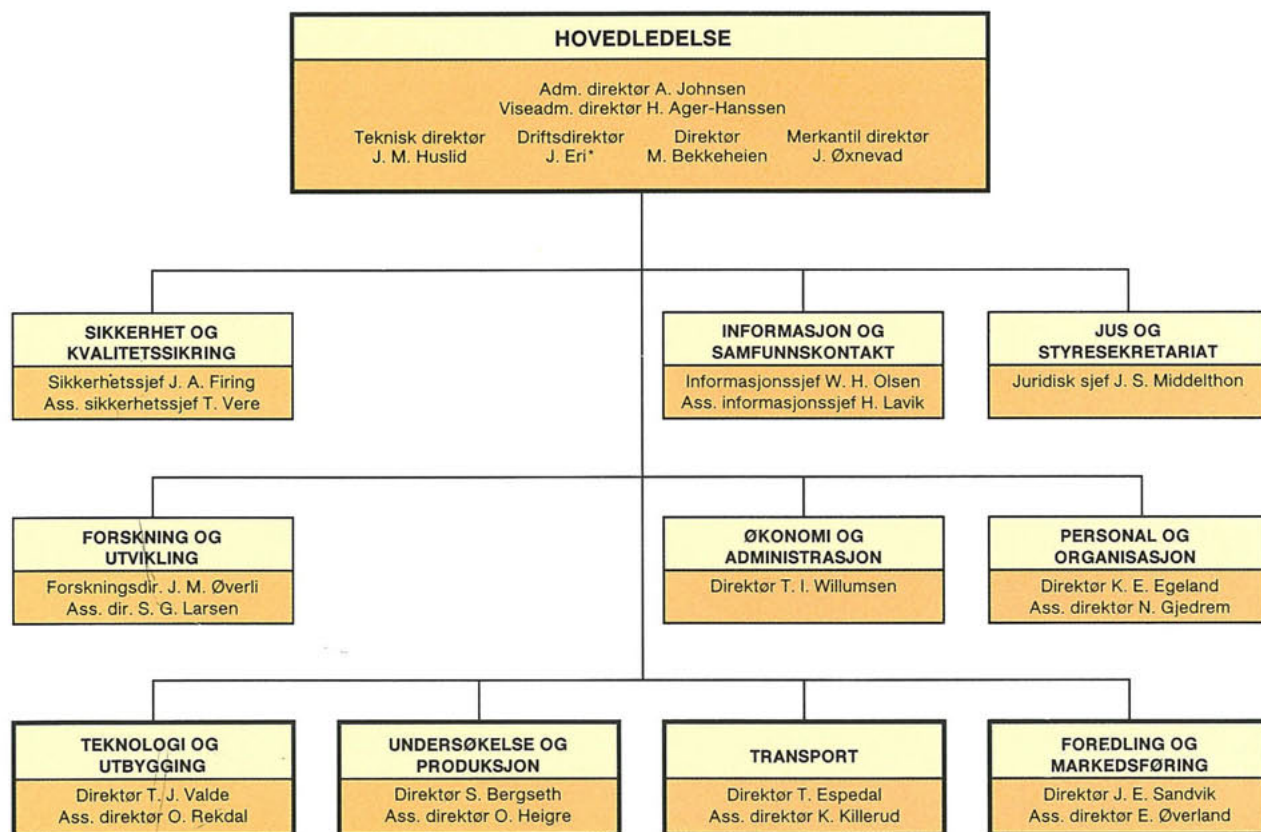 HOVEDLEDELSE
Adm. direktør A. Johnsen
Viseadm. direktør H. Ager-Hanssen
Teknisk direktør
J. M. Huslid
Driftsdirektør
J. Eri*
Direktør
M. Bekkeheien
Merkantil direktør
J. Øxnevad
SIKKERHET OG
KVALITETSSIKRING
Sikkerhetssjef J. A. Firing
Ass. sikkerhetssjef T. Vere
INFORMASJON OG
SAMFUNNSKONTAKT
Informasjonssjef W. H. Olsen
Ass. informasjonssjef H. Lavik
JUS OG
STYRESEKRETARIAT
Juridisk sjef J. S. Middelthon
FORSKNING OG
UTVIKLING
Forskningsdir. J. M. Øverli
Ass. dir. S. G. Larsen
ØKONOMI OG
ADMINISTRASJON
Direktør T. I. Willumsen
PERSONAL OG
ORGANISASJON
Direktør K. E. Egeland
Ass. direktør N. Gjedrem
TEKNOLOGI OG
UTBYGGING
Direktør T. J. Valde
Ass. direktør O. Rekdal
UNDERSØKELSE OG
PRODUKSJON
Direktør S. Bergseth
Ass. direktør O. Heigre
TRANSPORT
Direktør T. Espedal
Ass. direktør K. Killerud
FOREDLING OG
MARKEDSFØRING
Direktør J. E. Sandvik
Ass. direktør E. Øverland